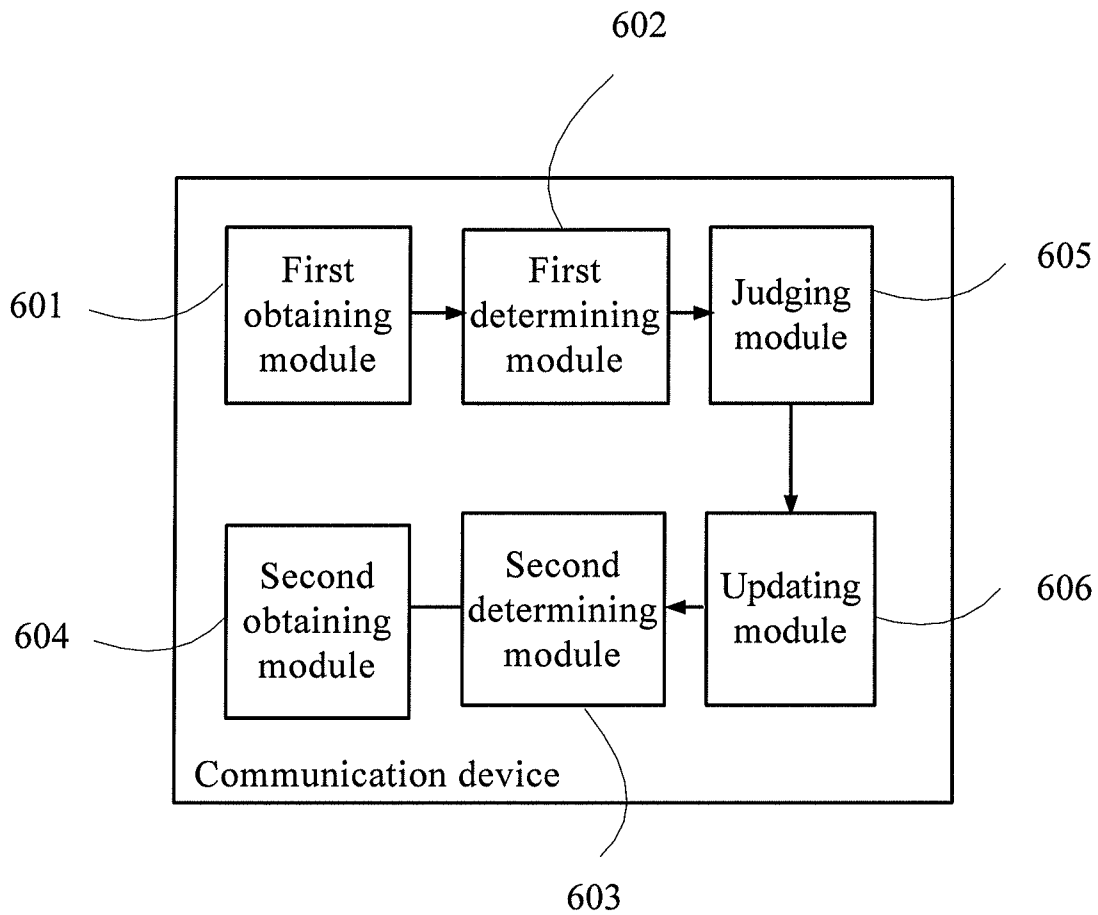 602
601
First
obtaining
module
First
determining
module
Judging
module
605
604
Second
obtaining
module
Second
determining
module
Updating
module
606
Communication device
603